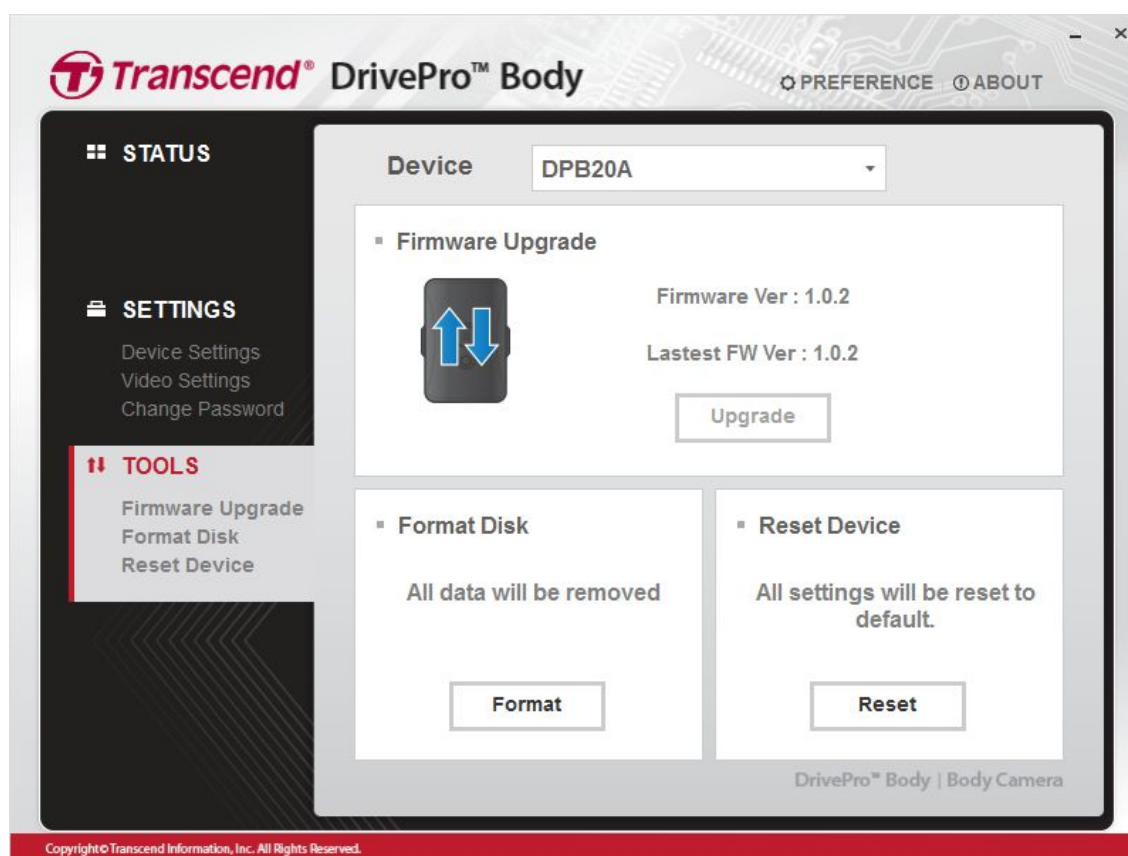 Transcend® DrivePro™ Body
PREFERENCE ABOUT
STATUS
SETTINGS
Device Settings
Video Settings
Change Password
TOOLS
Firmware Upgrade
Format Disk
Reset Device
Device DPB20A
Firmware Upgrade
Firmware Ver : 1.0.2
Lastest FW Ver : 1.0.2
Upgrade
Format Disk
All data will be removed
Format
Reset Device
All settings will be reset to
default.
Reset
DrivePro™ Body | Body Camera
Copyright©Transcend Information, Inc. All Rights Reserved.